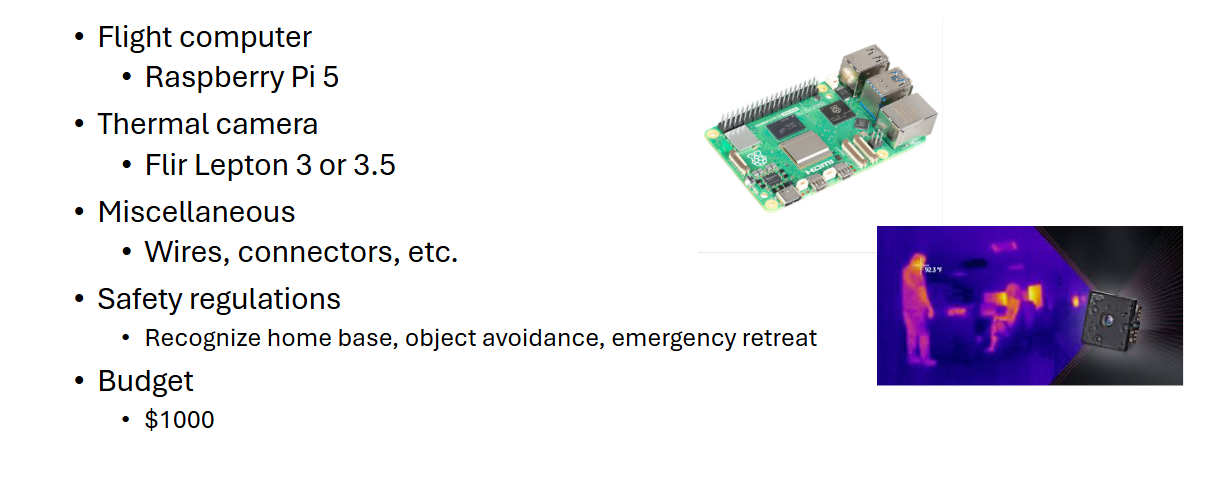 • Flight computer
• Raspberry Pi 5
• Thermal camera
• Flir Lepton 3 or 3.5
• Miscellaneous
• Wires, connectors, etc.
• Safety regulations
• Recognize home base, object avoidance, emergency retreat
• Budget
• $1000
HDMI
92.3 °F